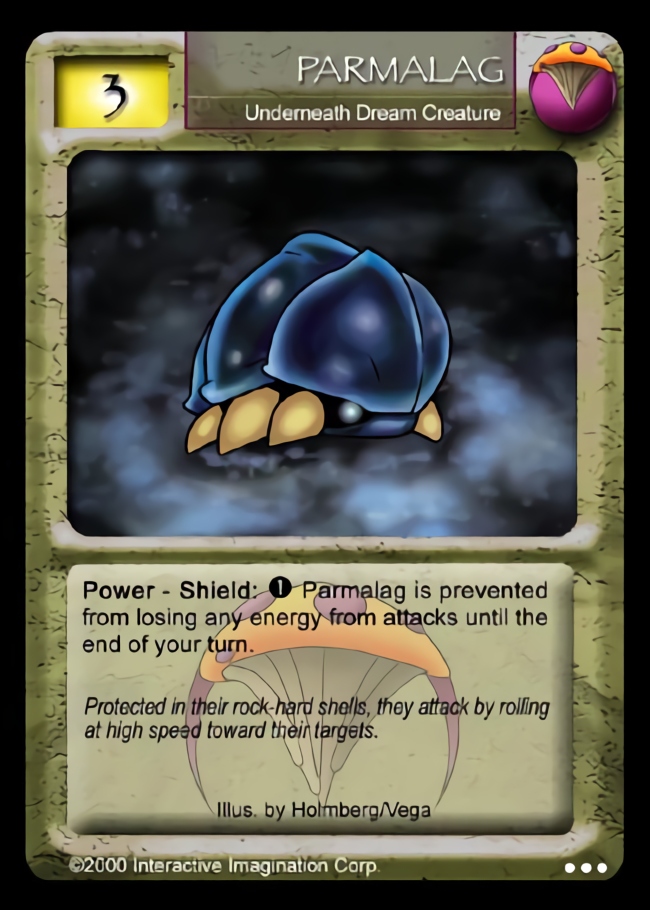 3
PARMALAG
Underneath Dream Creature
Power - Shield: ❶ Parmalag is prevented
from losing any energy from attacks until the
end of your turn.
Protected in their rock-hard shells, they attack by rolling
at high speed toward their targets.
Illus. by Holmberg/Vega
©2000 Interactive Imagination Corp.